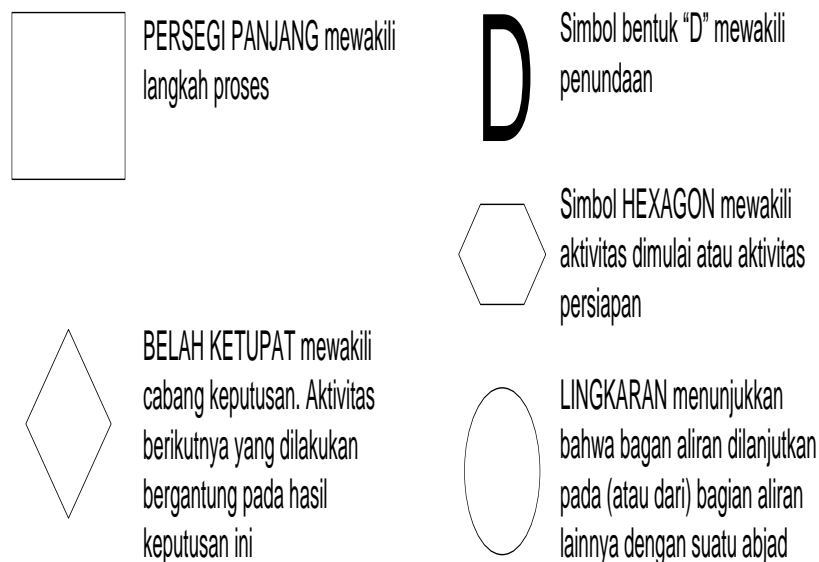 PERSEGI PANJANG mewakili
langkah proses
BELAH KETUPAT mewakili
cabang keputusan. Aktivitas
berikutnya yang dilakukan
bergantung pada hasil
keputusan ini
D
Simbol bentuk “D” mewakili
penundaan
Simbol HEXAGON mewakili
aktivitas dimulai atau aktivitas
persiapan
LINGKARAN menunjukkan
bahwa bagan aliran dilanjutkan
pada (atau dari) bagian aliran
lainnya dengan suatu abjad